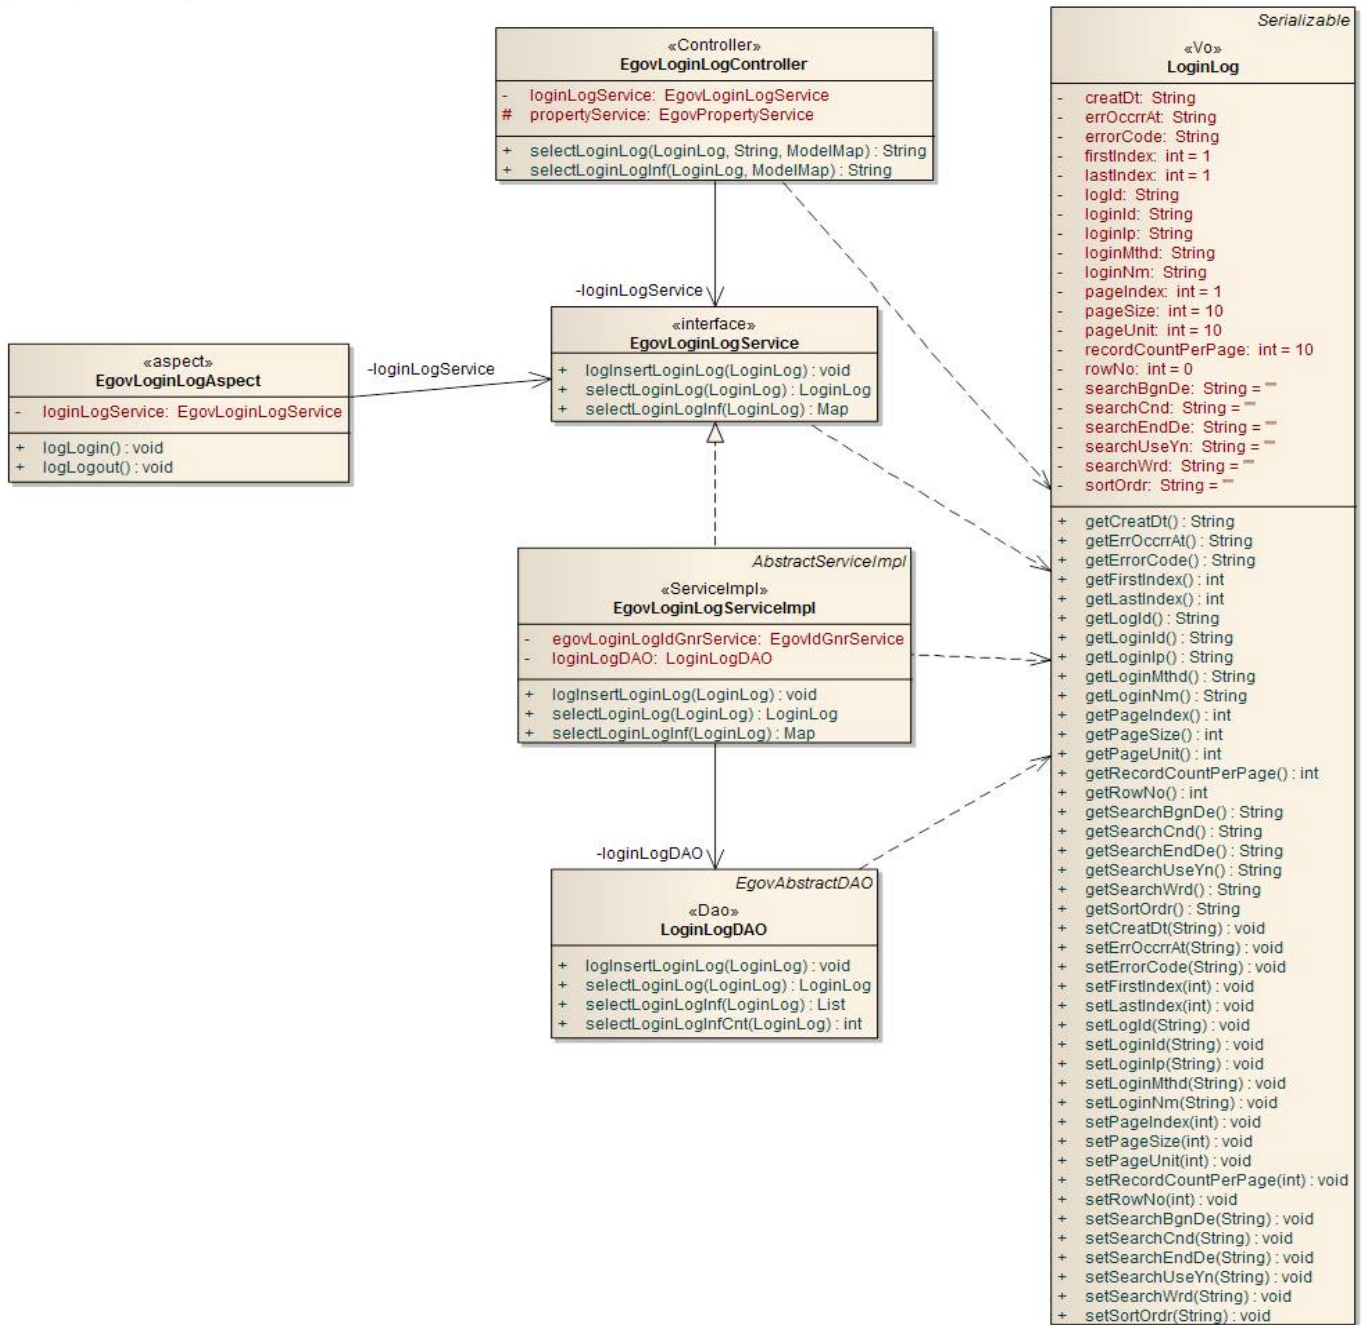 «Controller»
EgovLoginLogController
- loginLogService: EgovLoginLogService
# propertyService: EgovPropertyService
+ selectLoginLog(LoginLog, String, ModelMap) : String
+ selectLoginLogInf(LoginLog, ModelMap) : String
-loginLogService
«interface»
EgovLoginLogService
+ logInsertLoginLog(LoginLog) : void
+ selectLoginLog(LoginLog) : LoginLog
+ selectLoginLogInf(LoginLog) : Map
«aspect»
EgovLoginLogAspect
- loginLogService: EgovLoginLogService
+ logLogin() : void
+ logLogout() : void
-loginLogService
AbstractServiceImpl
«ServiceImpl»
EgovLoginLogServiceImpl
- egovLoginLogIdGnrService: EgovIdGnrService
- loginLogDAO: LoginLogDAO
+ logInsertLoginLog(LoginLog) : void
+ selectLoginLog(LoginLog) : LoginLog
+ selectLoginLogInf(LoginLog) : Map
-loginLogDAO
EgovAbstractDAO
«Dao»
LoginLogDAO
+ logInsertLoginLog(LoginLog) : void
+ selectLoginLog(LoginLog) : LoginLog
+ selectLoginLogInf(LoginLog) : List
+ selectLoginLogInfCnt(LoginLog) : int
Serializable
«Vo»
LoginLog
- creatDt: String
- errOccrrAt: String
- errorCode: String
- firstIndex: int = 1
- lastIndex: int = 1
- logId: String
- loginId: String
- loginIp: String
- loginMthd: String
- loginNm: String
- pageIndex: int = 1
- pageSize: int = 10
- pageUnit: int = 10
- recordCountPerPage: int = 10
- rowNo: int = 0
- searchBgnDe: String = ""
- searchCnd: String = ""
- searchEndDe: String = ""
- searchUseYn: String = ""
- searchWrd: String = ""
- sortOrdr: String = ""
+ getCreatDt() : String
+ getErrOccrrAt() : String
+ getErrorCode() : String
+ getFirstIndex() : int
+ getLastIndex() : int
+ getLogId() : String
+ getLoginId() : String
+ getLoginIp() : String
+ getLoginMthd() : String
+ getLoginNm() : String
+ getPageIndex() : int
+ getPageSize() : int
+ getPageUnit() : int
+ getRecordCountPerPage() : int
+ getRowNo() : int
+ getSearchBgnDe() : String
+ getSearchCnd() : String
+ getSearchEndDe() : String
+ getSearchUseYn() : String
+ getSearchWrd() : String
+ getSortOrdr() : String
+ setCreatDt(String) : void
+ setErrOccrrAt(String) : void
+ setErrorCode(String) : void
+ setFirstIndex(int) : void
+ setLastIndex(int) : void
+ setLogId(String) : void
+ setLoginId(String) : void
+ setLoginIp(String) : void
+ setLoginMthd(String) : void
+ setLoginNm(String) : void
+ setPageIndex(int) : void
+ setPageSize(int) : void
+ setPageUnit(int) : void
+ setRecordCountPerPage(int) : void
+ setRowNo(int) : void
+ setSearchBgnDe(String) : void
+ setSearchCnd(String) : void
+ setSearchEndDe(String) : void
+ setSearchUseYn(String) : void
+ setSearchWrd(String) : void
+ setSortOrdr(String) : void